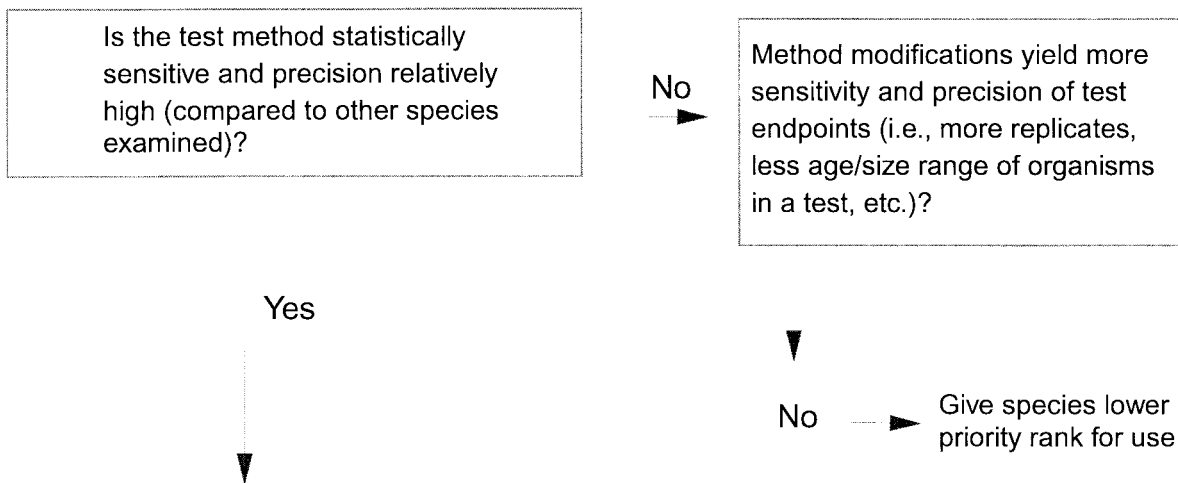 Is the test method statistically
sensitive and precision relatively
high (compared to other species
examined)?
No
Method modifications yield more
sensitivity and precision of test
endpoints (i.e., more replicates,
less age/size range of organisms
in a test, etc.)?
Yes
No
Give species lower
priority rank for use